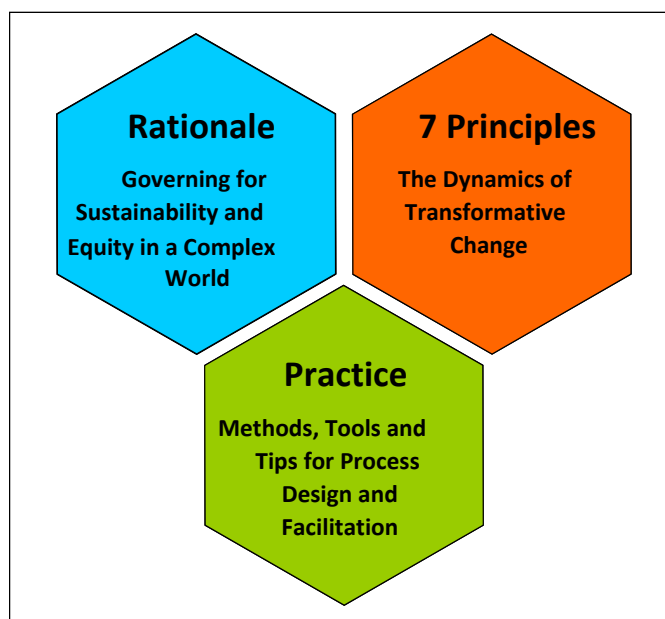 Rationale
Governing for
Sustainability and
Equity in a Complex
World
7 Principles
The Dynamics of
Transformative
Change
Practice
Methods, Tools and
Tips for Process
Design and
Facilitation